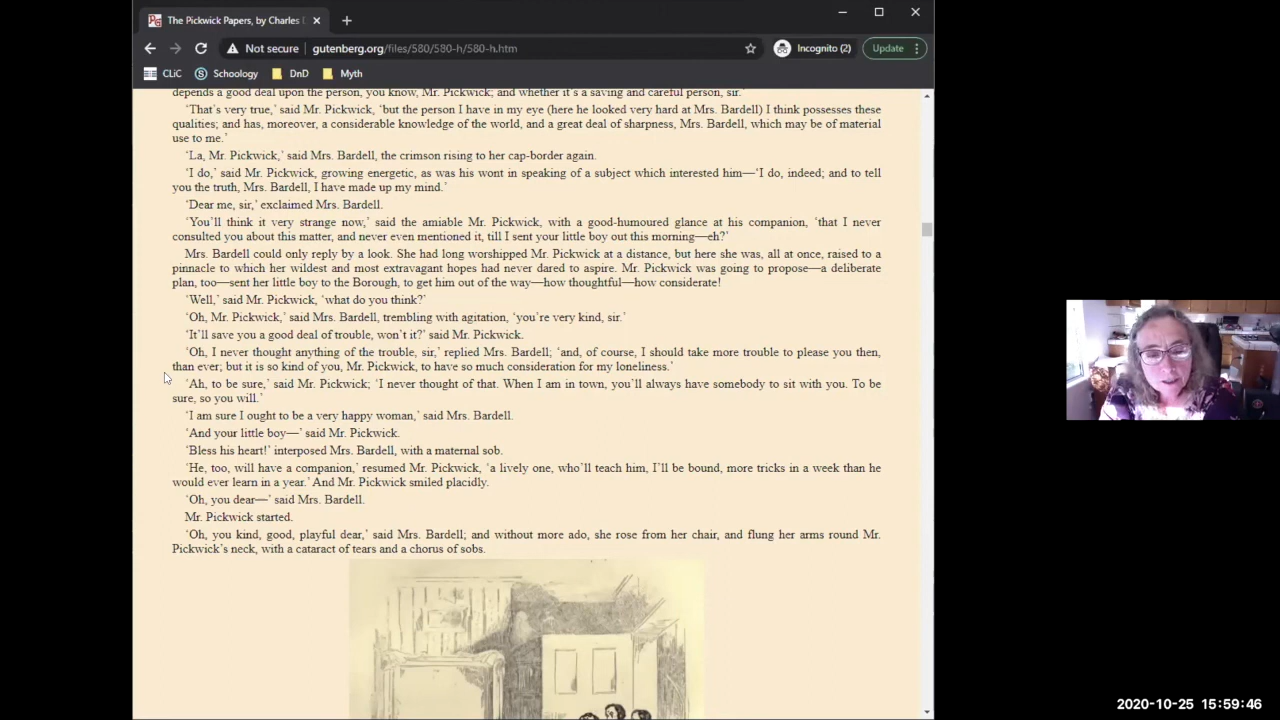 The Pickwick Papers, by Charles
Not secure
gutenberg.org/files/580/580-h/580-h.htm
Incognito (2)
Update
CLiC
Schoology
DnD
Myth
depends a good deal upon the person, you know, Mr. Pickwick; and whether it’s a saving and careful person, sir.’
‘That’s very true,’ said Mr. Pickwick, ‘but the person I have in my eye (here he looked very hard at Mrs. Bardell) I think possesses these
qualities; and has, moreover, a considerable knowledge of the world, and a great deal of sharpness, Mrs. Bardell, which may be of material
use to me.’
‘La, Mr. Pickwick,’ said Mrs. Bardell, the crimson rising to her cap-border again.
‘I do,’ said Mr. Pickwick, growing energetic, as was his wont in speaking of a subject which interested him—‘I do, indeed; and to tell
you the truth, Mrs. Bardell, I have made up my mind.’
‘Dear me, sir,’ exclaimed Mrs. Bardell.
‘You’ll think it very strange now,’ said the amiable Mr. Pickwick, with a good-humoured glance at his companion, ‘that I never
consulted you about this matter, and never even mentioned it, till I sent your little boy out this morning—eh?’
Mrs. Bardell could only reply by a look. She had long worshipped Mr. Pickwick at a distance, but here she was, all at once, raised to a
pinnacle to which her wildest and most extravagant hopes had never dared to aspire. Mr. Pickwick was going to propose—a deliberate
plan, too—sent her little boy to the Borough, to get him out of the way—how thoughtful—how considerate!
‘Well,’ said Mr. Pickwick, ‘what do you think?’
‘Oh, Mr. Pickwick,’ said Mrs. Bardell, trembling with agitation, ‘you’re very kind, sir.’
‘It’ll save you a good deal of trouble, won’t it?’ said Mr. Pickwick.
‘Oh, I never thought anything of the trouble, sir,’ replied Mrs. Bardell; ‘and, of course, I should take more trouble to please you then,
than ever; but it is so kind of you, Mr. Pickwick, to have so much consideration for my loneliness.’
‘Ah, to be sure,’ said Mr. Pickwick; ‘I never thought of that. When I am in town, you’ll always have somebody to sit with you. To be
sure, so you will.’
‘I am sure I ought to be a very happy woman,’ said Mrs. Bardell.
‘And your little boy—’ said Mr. Pickwick.
‘Bless his heart!’ interposed Mrs. Bardell, with a maternal sob.
‘He, too, will have a companion,’ resumed Mr. Pickwick, ‘a lively one, who’ll teach him, I’ll be bound, more tricks in a week than he
would ever learn in a year.’ And Mr. Pickwick smiled placidly.
‘Oh, you dear—’ said Mrs. Bardell.
Mr. Pickwick started.
‘Oh, you kind, good, playful dear,’ said Mrs. Bardell; and without more ado, she rose from her chair, and flung her arms round Mr.
Pickwick’s neck, with a cataract of tears and a chorus of sobs.
2020-10-25 15:59:46